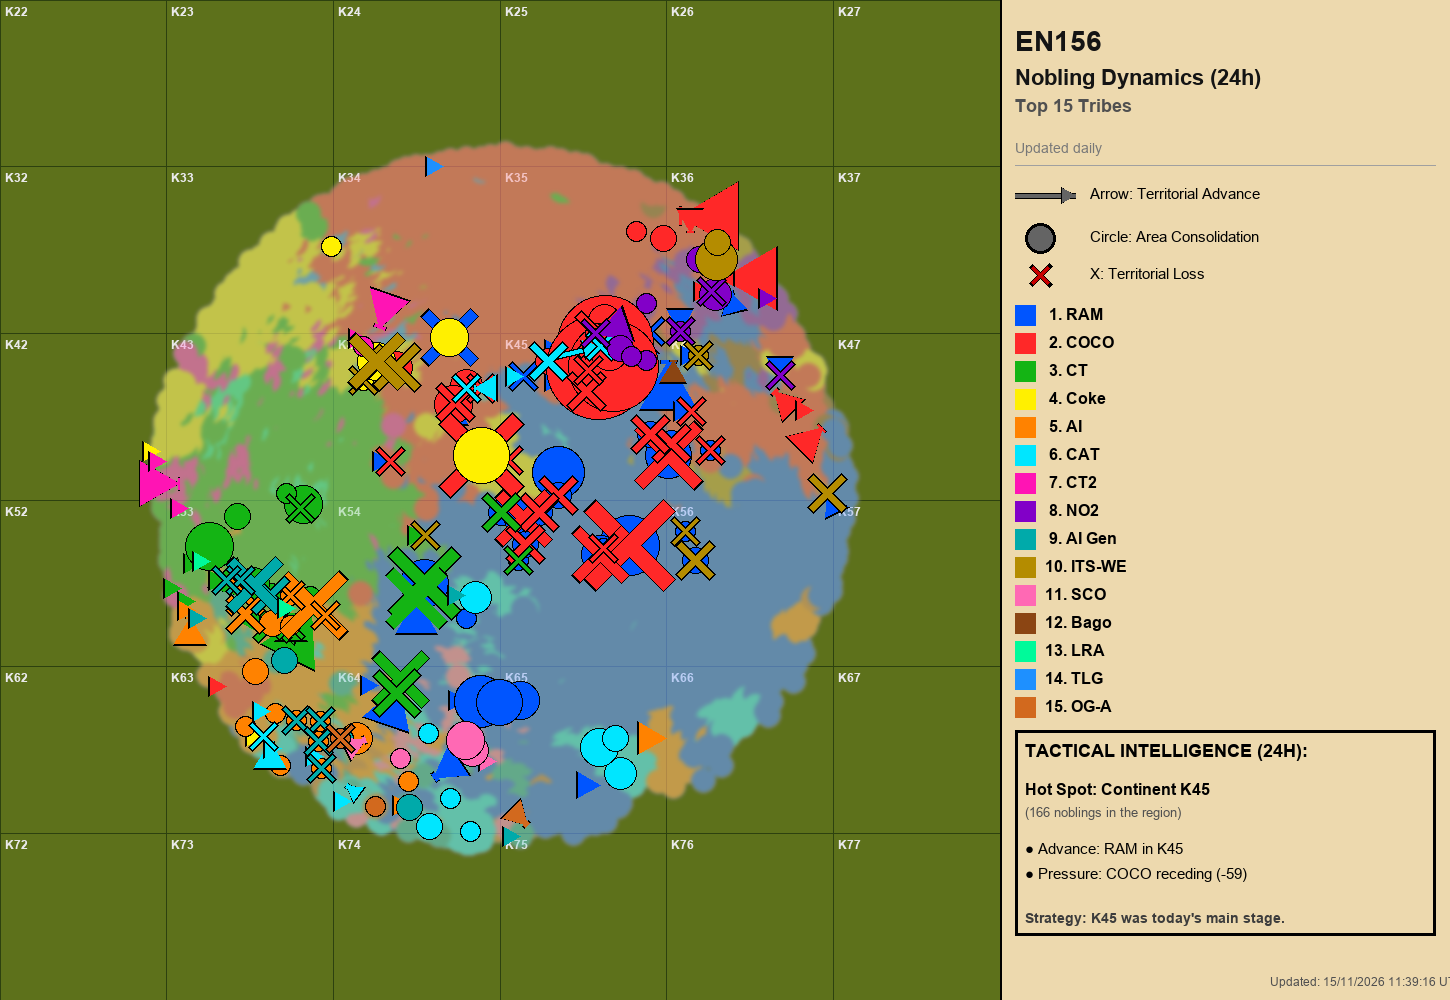 K22 K23 K24 K25 K26 K27
K32 K33 K34 K35 K36 K37
K42 K43 K45 K47
K52 K54 K56
K62 K63 K64 K65 K66 K67
K72 K73 K74 K75 K76 K77
EN156
Nobling Dynamics (24h)
Top 15 Tribes
Updated daily
Arrow: Territorial Advance
Circle: Area Consolidation
X: Territorial Loss
1. RAM
2. COCO
3. CT
4. Coke
5. AI
6. CAT
7. CT2
8. NO2
9. AI Gen
10. ITS-WE
11. SCO
12. Bago
13. LRA
14. TLG
15. OG-A
TACTICAL INTELLIGENCE (24H):
Hot Spot: Continent K45
(166 noblings in the region)
● Advance: RAM in K45
● Pressure: COCO receding (-59)
Strategy: K45 was today's main stage.
Updated: 15/11/2026 11:39:16